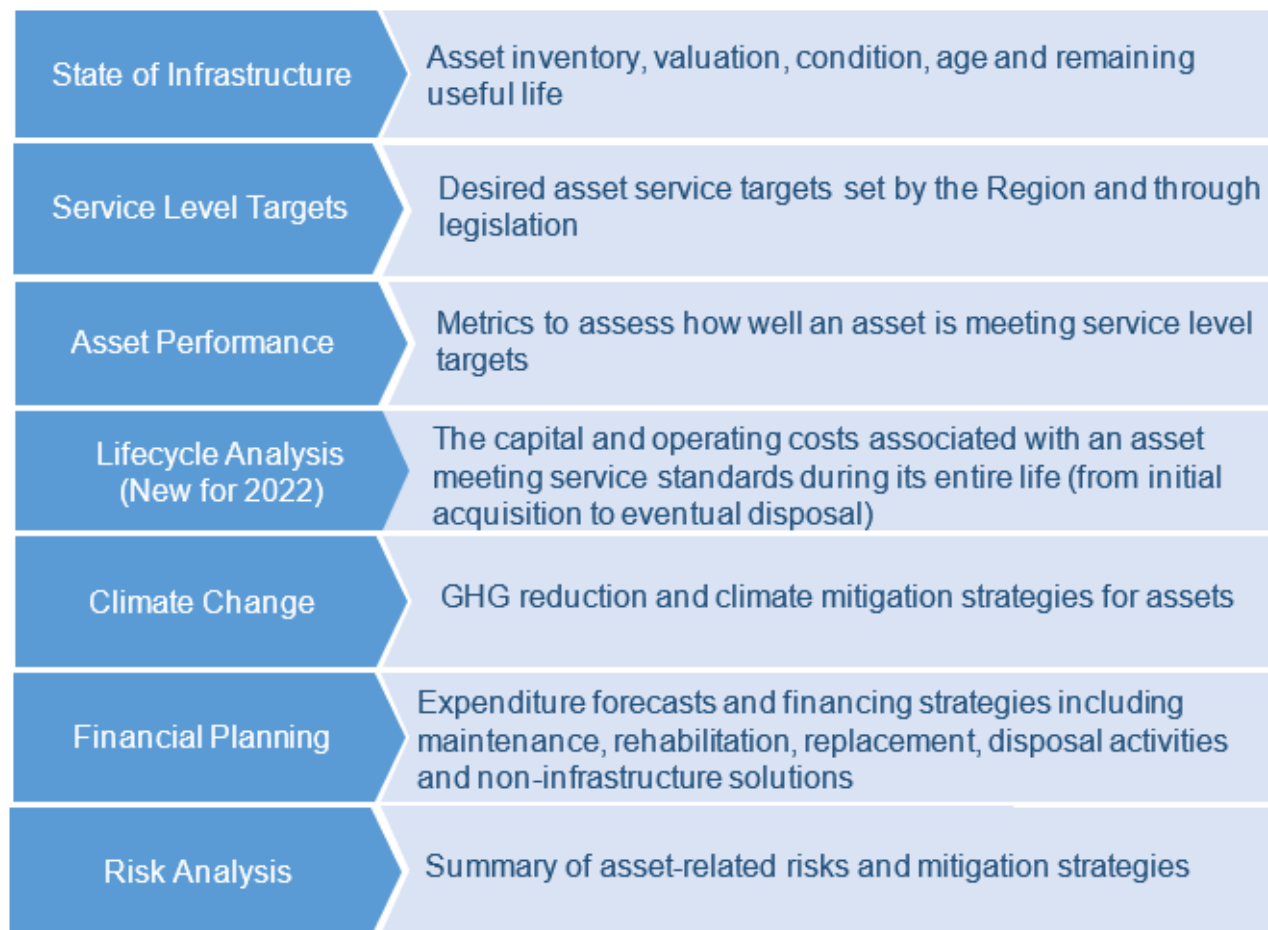 State of Infrastructure
Asset inventory, valuation, condition, age and remaining
useful life
Service Level Targets
Desired asset service targets set by the Region and through
legislation
Asset Performance
Metrics to assess how well an asset is meeting service level
targets
Lifecycle Analysis
(New for 2022)
The capital and operating costs associated with an asset
meeting service standards during its entire life (from initial
acquisition to eventual disposal)
Climate Change
GHG reduction and climate mitigation strategies for assets
Financial Planning
Expenditure forecasts and financing strategies including
maintenance, rehabilitation, replacement, disposal activities
and non-infrastructure solutions
Risk Analysis
Summary of asset-related risks and mitigation strategies